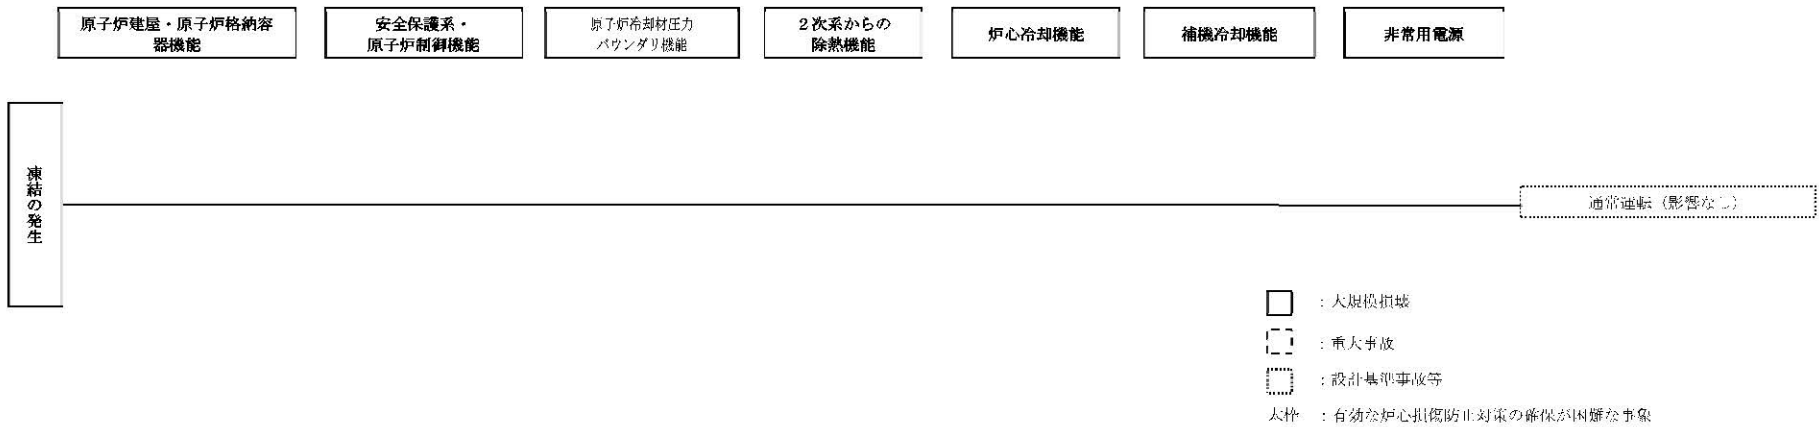 原子炉建屋・原子炉格納容
器機能
安全保護系・
原子炉制御機能
原子炉冷却材圧力
バウンダリ機能
2次系からの
除熱機能
炉心冷却機能
補機冷却機能
非常用電源
凍結の発生
通常運転(影響なし)
:大規模損壊
:重大事故
:設計基準事故等
太枠 :有効な炉心損傷防止対策の確保が困難な事象